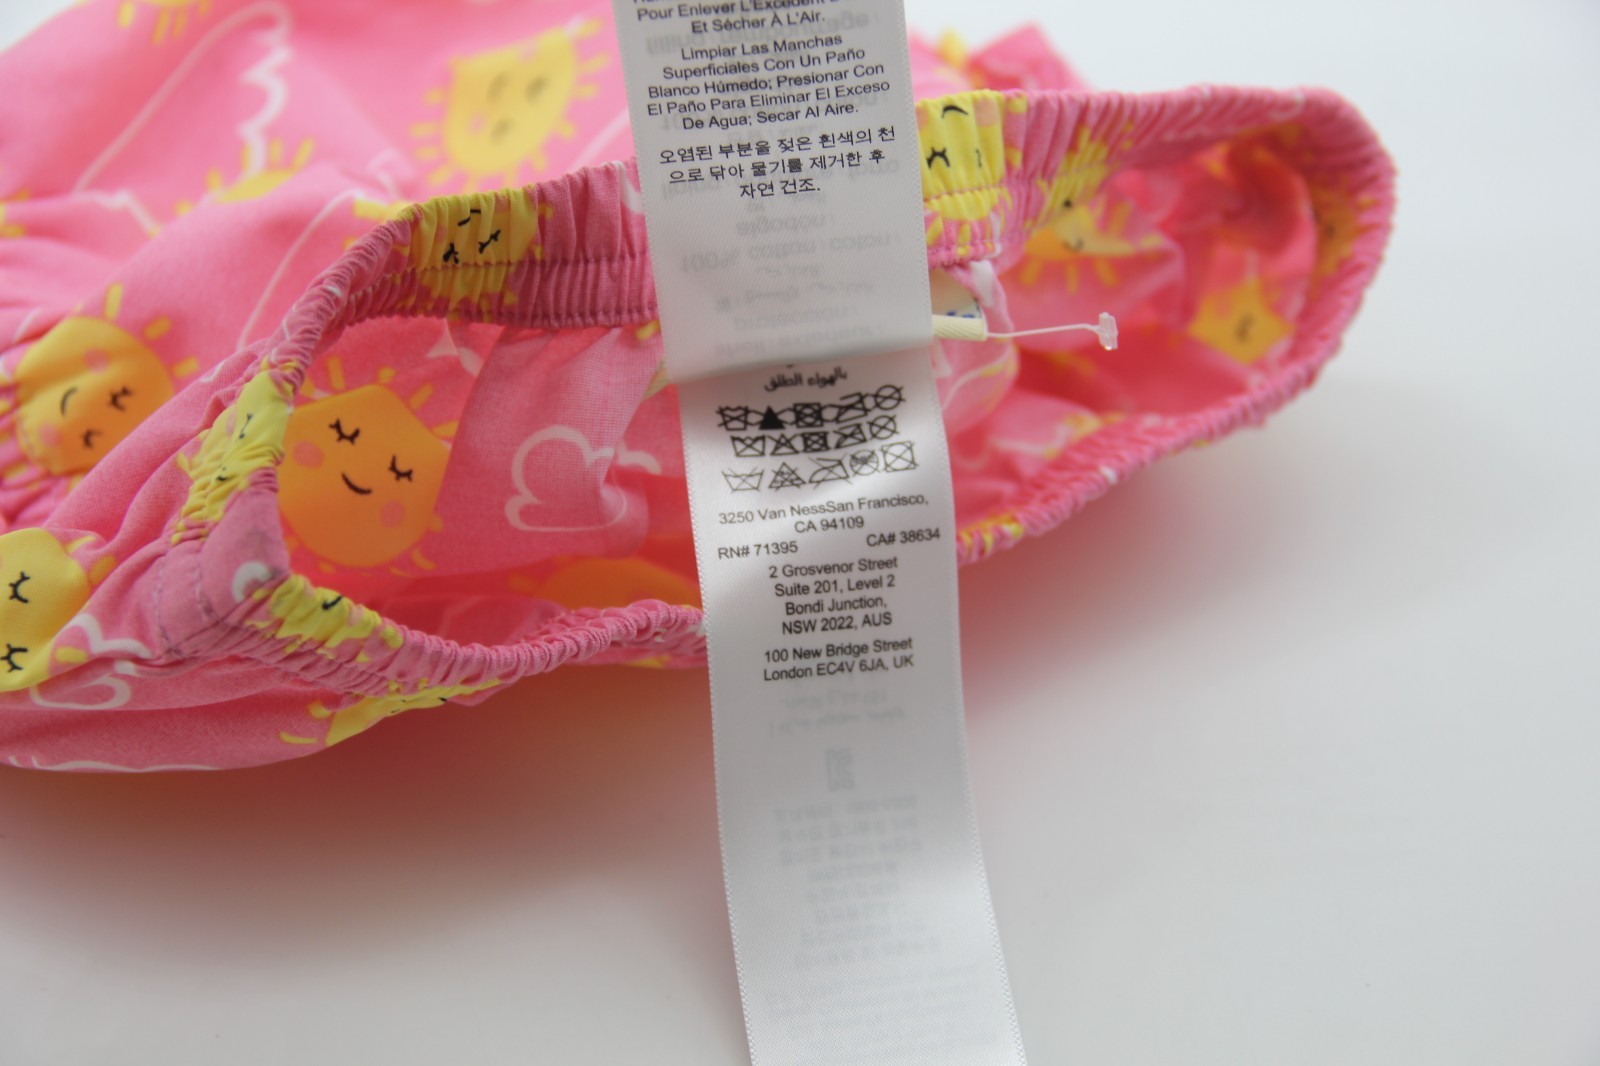 Pour Enlever L'Excédent
Et Sécher À L'Air.
Limpiar Las Manchas
Superficiales Con Un Paño
Blanco Húmedo; Presionar Con
El Paño Para Eliminar El Exceso
De Agua; Secar Al Aire.
오염된 부분을 젖은 흰색의 천
으로 닦아 물기를 제거한 후
자연 건조.
بالهواء الطلق
3250 Van NessSan Francisco,
CA 94109
RN# 71395 CA# 38634
2 Grosvenor Street
Suite 201, Level 2
Bondi Junction,
NSW 2022, AUS
100 New Bridge Street
London EC4V 6JA, UK